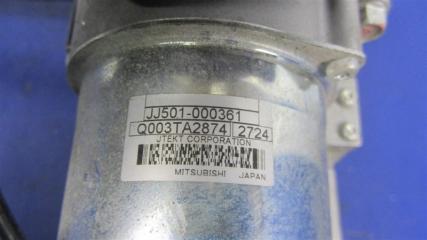 JJ501-000361
Q003TA2874 2724
JTEKT CORPORATION
MITSUBISHI JAPAN